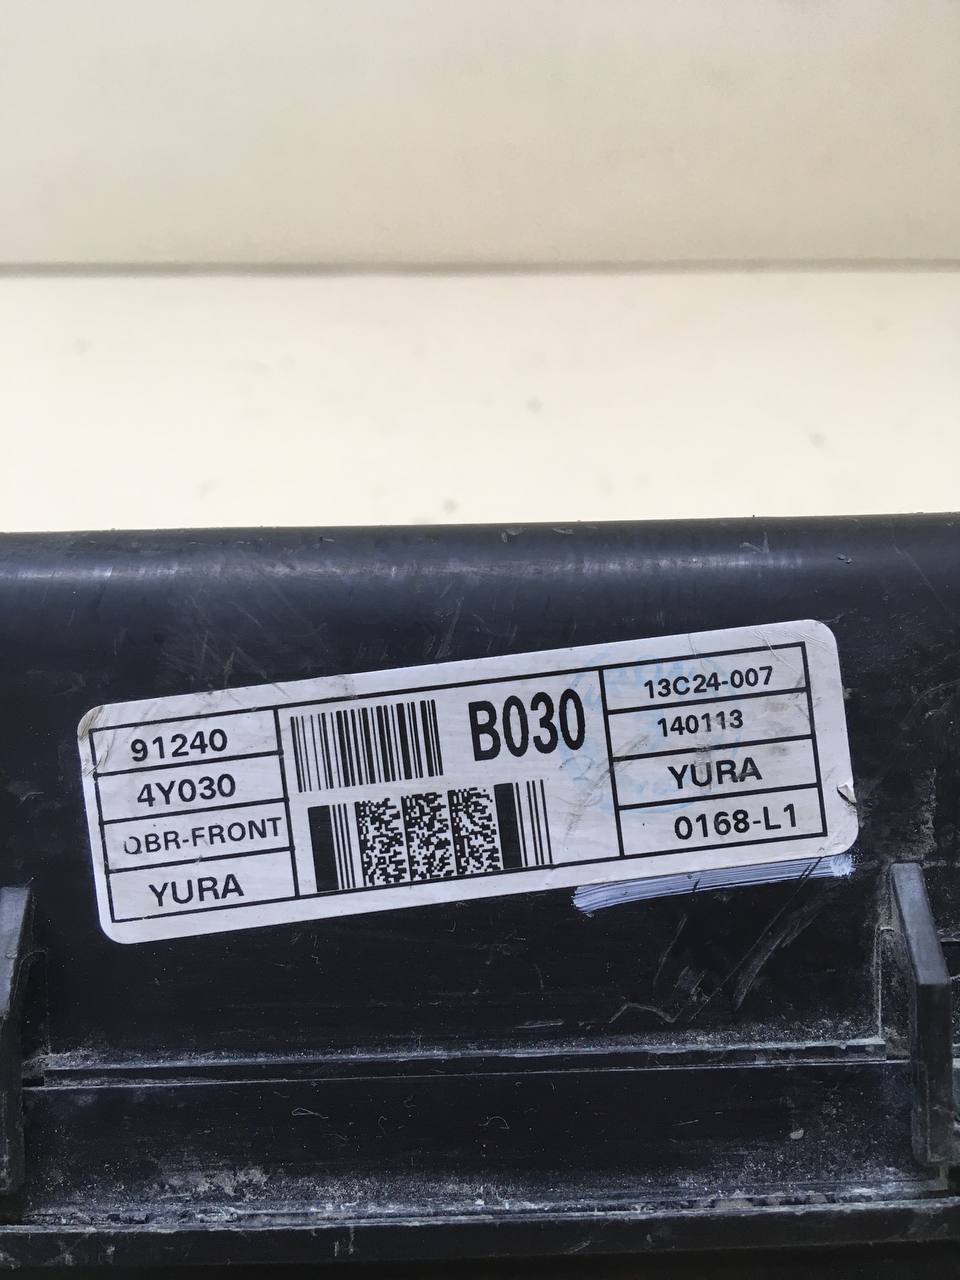 91240
4Y030
QBR-FRONT
YURA
B030
13C24-007
140113
YURA
0168-L1